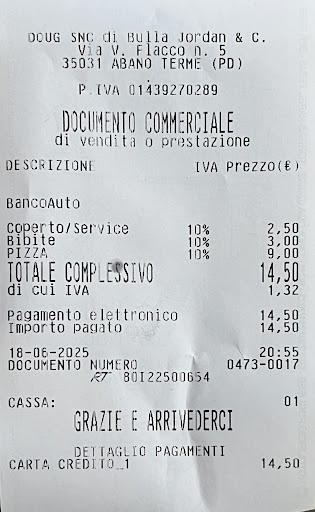 DOUG SNC di Bulla Jordan & C.
Via V. Flacco n. 5
35031 ABANO TERME (PD)
P.IVA 01439270289
DOCUMENTO COMMERCIALE
di vendita o prestazione
DESCRIZIONE IVA Prezzo(€)
BancoAuto
Coperto/Service 10% 2,50
Bibite 10% 3,00
PIZZA 10% 9,00
TOTALE COMPLESSIVO 14,50
di cui IVA 1,32
Pagamento elettronico 14,50
Importo pagato 14,50
18-06-2025 20:55
DOCUMENTO NUMERO 0473-0017
RT 80I22500654
CASSA: 01
GRAZIE E ARRIVEDERCI
DETTAGLIO PAGAMENTI
CARTA CREDITO_1 14,50